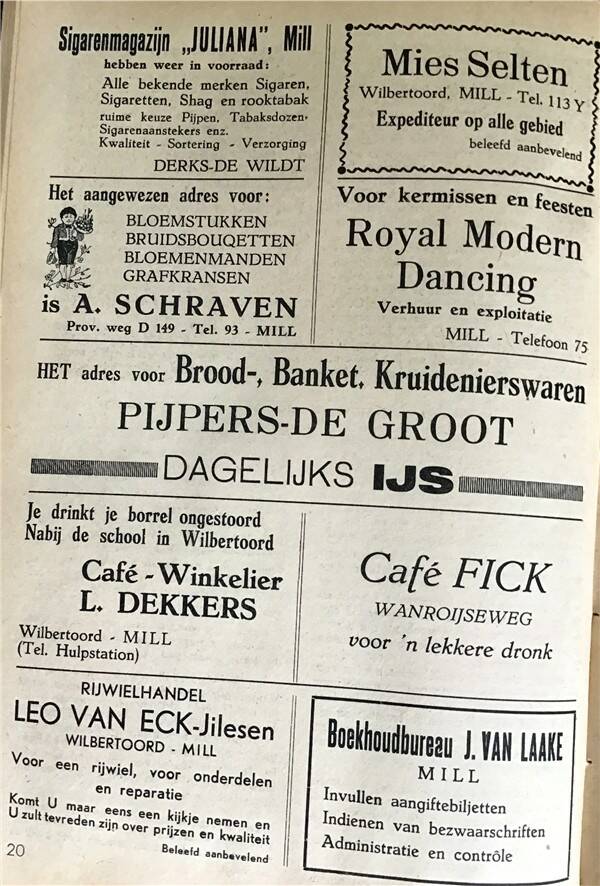 Sigarenmagazijn „JULIANA”, Mill
hebben weer in voorraad:
Alle bekende merken Sigaren,
Sigaretten, Shag en rooktabak
ruime keuze Pijpen, Tabaksdozen-
Sigarenaanstekers enz.
Kwaliteit - Sortering - Verzorging
DERKS-DE WILDT
Mies Selten
Wilbertoord, MILL - Tel. 113 Y
Expediteur op alle gebied
beleefd aanbevelend
Het aangewezen adres voor:
BLOEMSTUKKEN
BRUIDSBOUQETTEN
BLOEMENMANDEN
GRAFKRANSEN
is A. SCHRAVEN
Prov. weg D 149 - Tel. 93 - MILL
Voor kermissen en feesten
Royal Modern
Dancing
Verhuur en exploitatie
MILL - Telefoon 75
HET adres voor Brood-, Banket, Kruidenierswaren
PIJPERS-DE GROOT
DAGELIJKS IJS
Je drinkt je borrel ongestoord
Nabij de school in Wilbertoord
Café - Winkelier
L. DEKKERS
Wilbertoord - MILL
(Tel. Hulpstation)
Café FICK
WANROIJSEWEG
voor 'n lekkere dronk
RIJWIELHANDEL
LEO VAN ECK-Jilesen
WILBERTOORD - MILL
Voor een rijwiel, voor onderdelen
en reparatie
Komt U maar eens een kijkje nemen en
U zult tevreden zijn over prijzen en kwaliteit
Beleefd aanbevelend
Boekhoudbureau J. VAN LAAKE
MILL
Invullen aangiftebiljetten
Indienen van bezwaarschriften
Administratie en contrôle
20